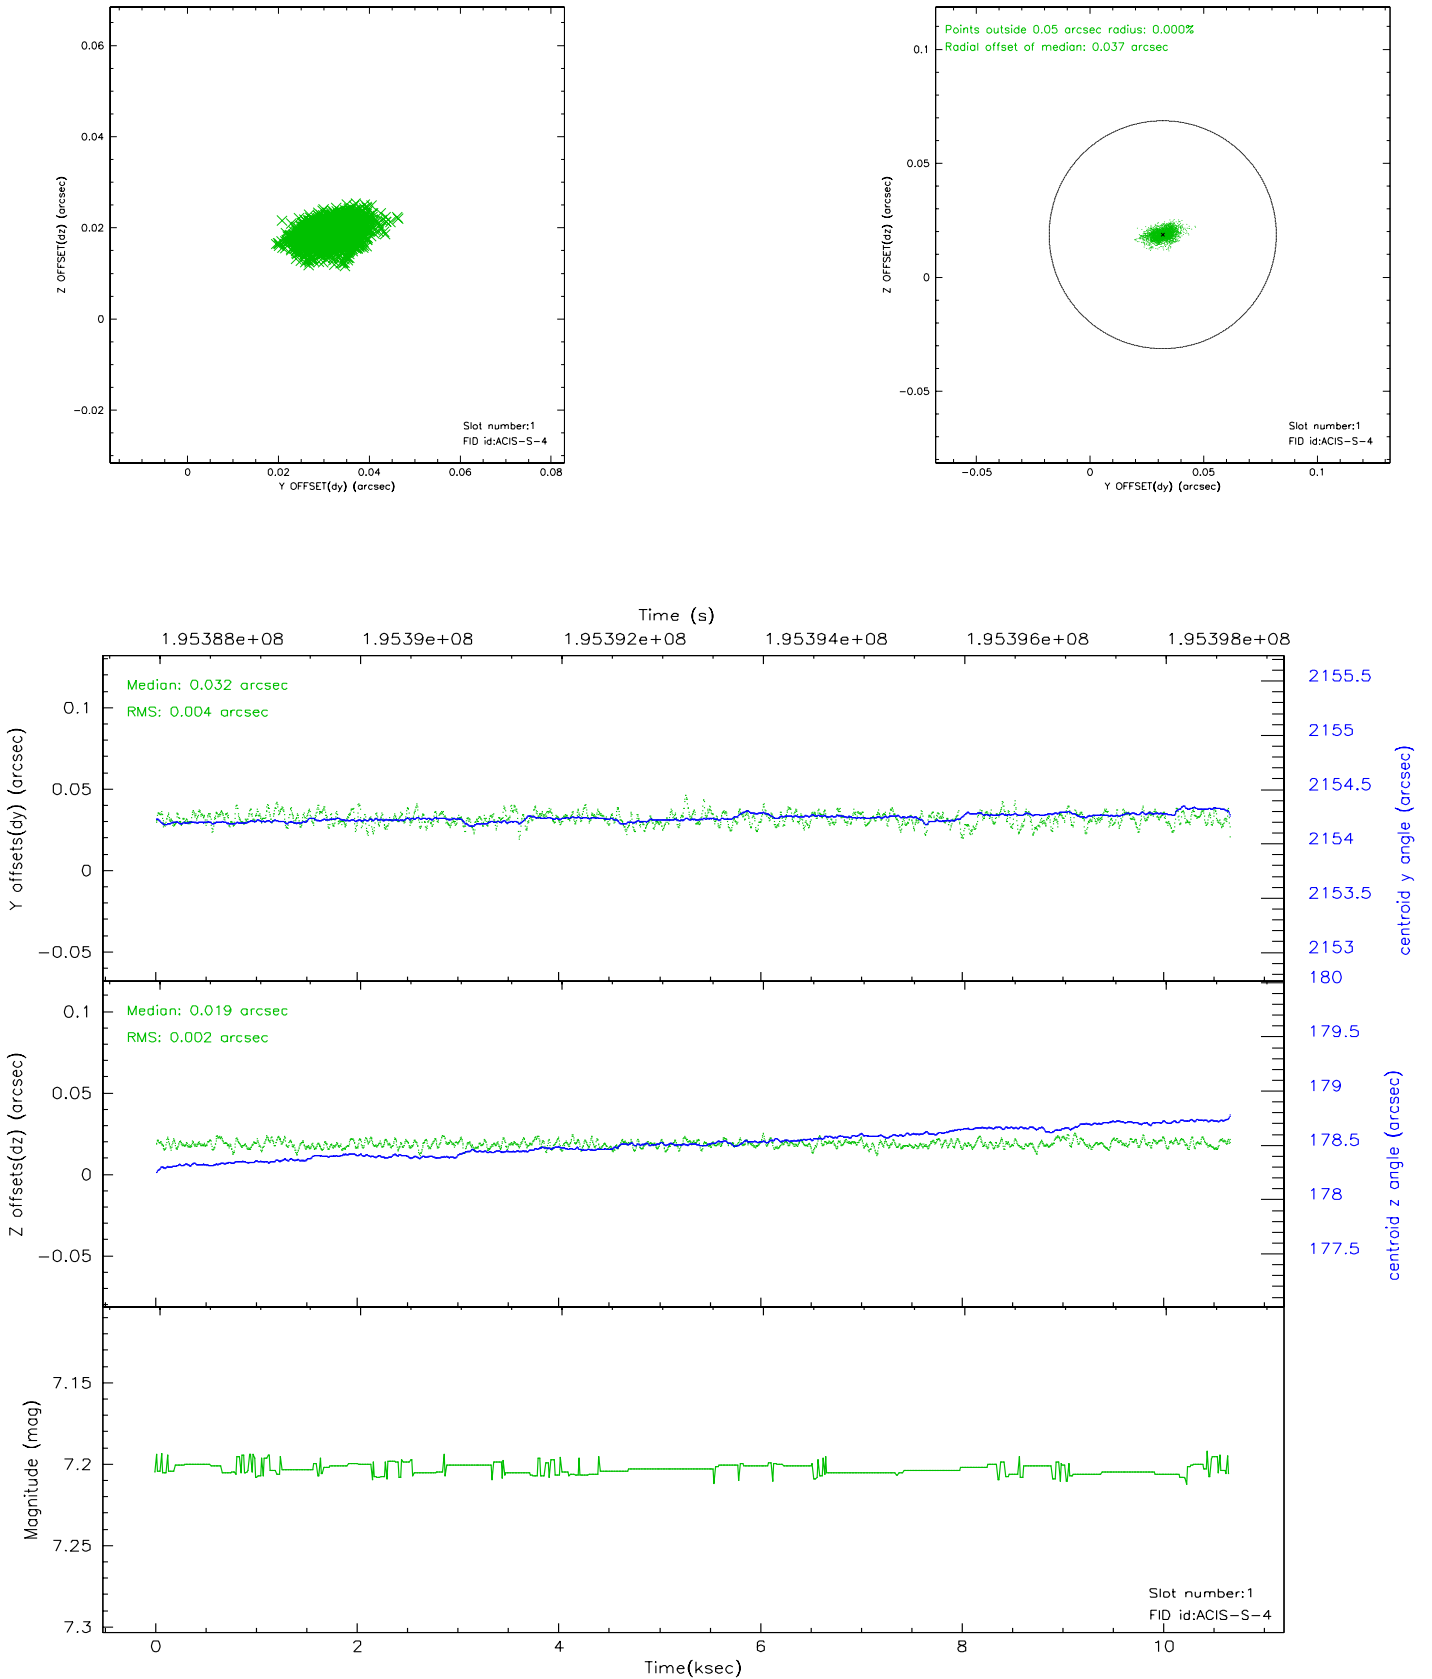 0.06
0.04
0.02
0
−0.02
Z OFFSET(dz) (arcsec)
Slot number:1
FID id:ACIS−S−4
0 0.02 0.04 0.06 0.08
Y OFFSET(dy) (arcsec)
Points outside 0.05 arcsec radius: 0.000%
Radial offset of median: 0.037 arcsec
0.1
0.05
0
−0.05
Z OFFSET(dz) (arcsec)
Slot number:1
FID id:ACIS−S−4
−0.05 0 0.05 0.1
Y OFFSET(dy) (arcsec)
Time (s)
1.95388e+08 1.9539e+08 1.95392e+08 1.95394e+08 1.95396e+08 1.95398e+08
Median: 0.032 arcsec
RMS: 0.004 arcsec
0.1
0.05
0
−0.05
Y offsets(dy) (arcsec)
2155.5
2155
2154.5
2154
2153.5
2153
centroid y angle (arcsec)
180
179.5
179
178.5
178
177.5
centroid z angle (arcsec)
Median: 0.019 arcsec
RMS: 0.002 arcsec
0.1
0.05
0
−0.05
Z offsets(dz) (arcsec)
7.15
7.2
7.25
7.3
Magnitude (mag)
Slot number:1
FID id:ACIS−S−4
0 2 4 6 8 10
Time(ksec)